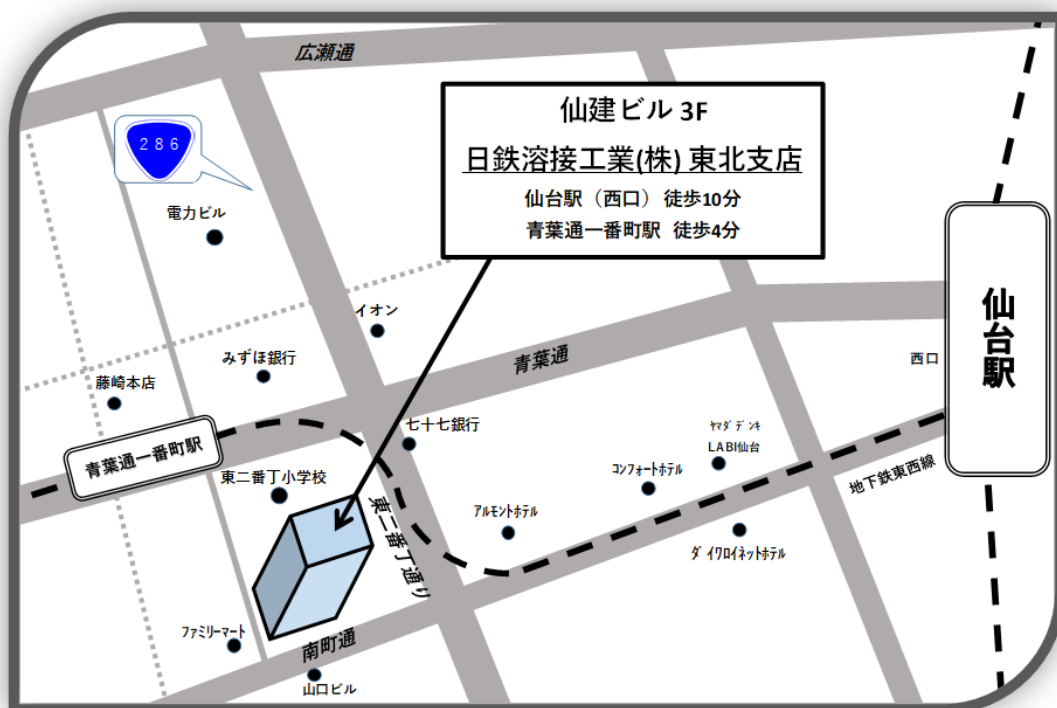 広瀬通
仙建ビル 3F
日鉄溶接工業(株) 東北支店
仙台駅（西口） 徒歩10分
青葉通一番町駅 徒歩4分
286
電力ビル
仙台駅
イオン
青葉通
西口
みずほ銀行
藤崎本店
七十七銀行
ﾔﾏﾀﾞﾃﾞﾝｷ
LABI仙台
青葉通一番町駅
東二番丁小学校
ｺﾝﾌｫｰﾄﾎﾃﾙ
地下鉄東西線
東二番丁通り
ｱﾙﾓﾝﾄﾎﾃﾙ
ﾀﾞｲﾜﾛｲﾈｯﾄﾎﾃﾙ
ﾌｧﾐﾘｰﾏｰﾄ
南町通
山口ビル